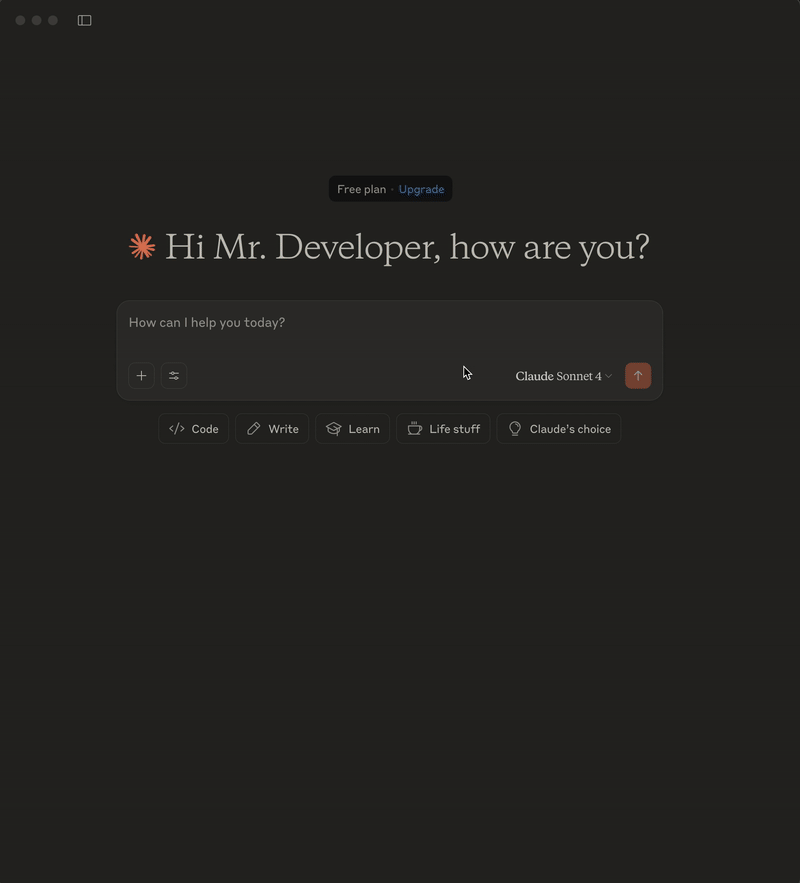 Free plan · Upgrade
Hi Mr. Developer, how are you?
How can I help you today?
Claude Sonnet 4
Code Write Learn Life stuff Claude's choice